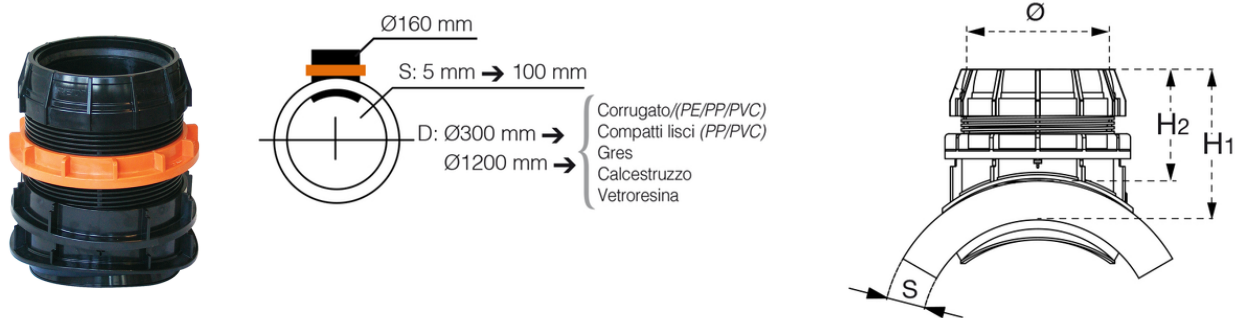 Ø160 mm
S: 5 mm → 100 mm
D: Ø300 mm →
Ø1200 mm →
Corrugato/(PE/PP/PVC)
Compatti lisci (PP/PVC)
Gres
Calcestruzzo
Vetroresina
Ø
H2
H1
S